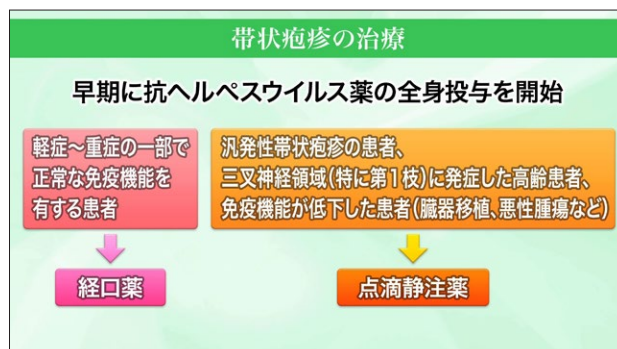 帯状疱疹の治療
早期に抗ヘルペスウイルス薬の全身投与を開始
軽症～重症の一部で
正常な免疫機能を
有する患者
汎発性帯状疱疹の患者、
三叉神経領域（特に第1枝）に発症した高齢患者、
免疫機能が低下した患者（臓器移植、悪性腫瘍など）
経口薬
点滴静注薬